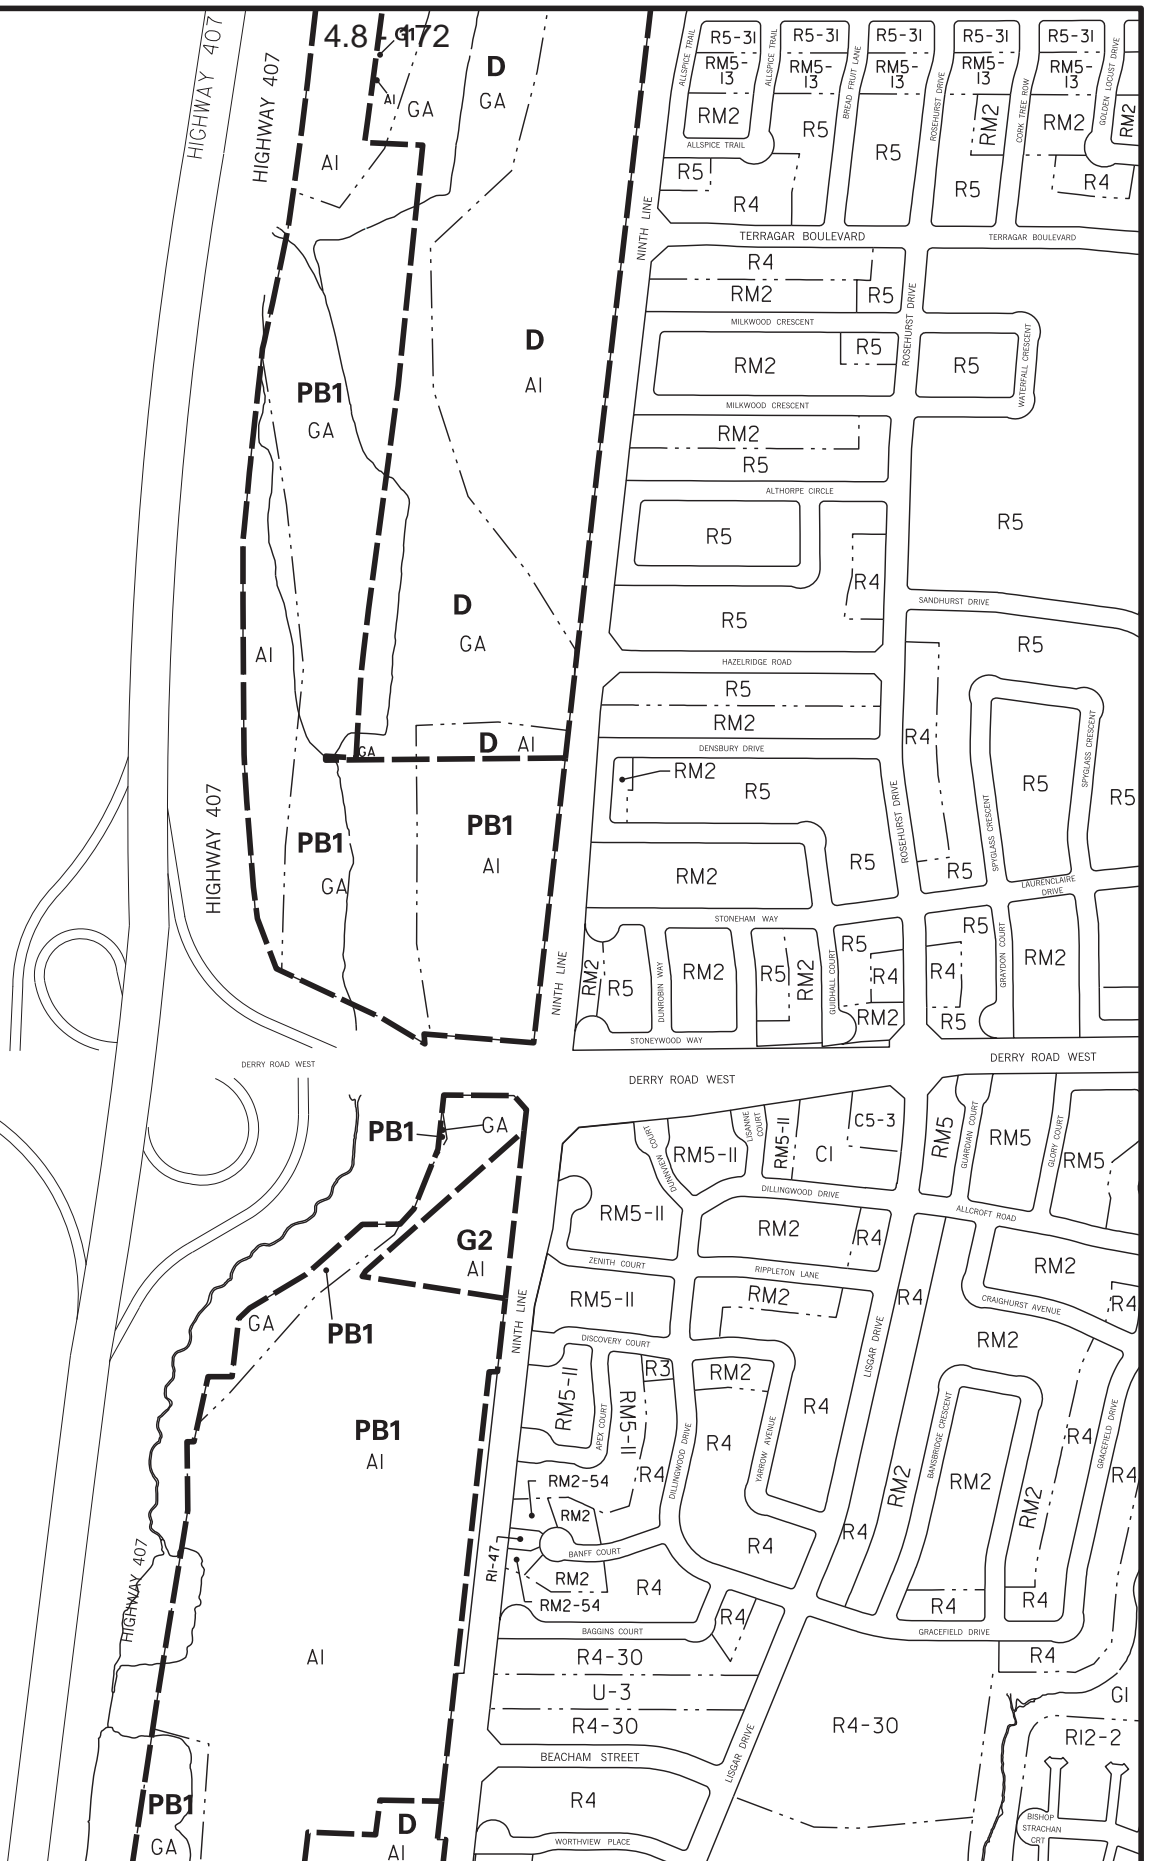 4.8 - 172
HIGHWAY 407
HIGHWAY 407
G1
AI
GA
D
GA
AI
ALLSPICE TRAIL
R5-31
RM5-
13
RM2
ALLSPICE TRAIL
ALLSPICE TRAIL
R5-31
RM5-
13
R5
BREAD FRUIT LANE
R5-31
RM5-
13
R5
ROSEHURST DRIVE
R5-31
RM5-
13
RM2
R5
CORK TREE ROW
R5-31
RM5-
13
RM2
GOLDEN LOCUST DRIVE
RM2
R4
R5
R4
NINTH LINE
TERRAGAR BOULEVARD
TERRAGAR BOULEVARD
R4
RM2
R5
ROSEHURST DRIVE
MILKWOOD CRESCENT
RM2
R5
R5
WATERFALL CRESCENT
MILKWOOD CRESCENT
RM2
R5
ALTHORPE CIRCLE
R5
R5
R4
R5
SANDHURST DRIVE
R5
HAZELRIDGE ROAD
R5
RM2
DENSBURY DRIVE
RM2
R5
R4
R5
SPYGLASS CRESCENT
R5
SPYGLASS CRESCENT
ROSEHURST DRIVE
R5
R5
LAURENCLAIRE
DRIVE
RM2
STONEHAM WAY
PB1
GA
D
AI
D
GA
AI
GA
D
AI
HIGHWAY 407
PB1
GA
PB1
AI
NINTH LINE
RM2
R5
DUNROBIN WAY
RM2
R5
RM2
GUIDHALL COURT
R5
R4
RM2
R4
R5
R5
GRAYDON COURT
RM2
STONEYWOOD WAY
DERRY ROAD WEST
DERRY ROAD WEST
DERRY ROAD WEST
PB1
GA
G2
AI
GA
PB1
PB1
AI
NINTH LINE
DUNNVIEW COURT
RM5-11
LISANNE
COURT
RM5-11
C1
C5-3
RM5
GUARDIAN COURT
RM5
GLORY COURT
RM5
DILLINGWOOD DRIVE
ALLCROFT ROAD
RM5-11
RM2
R4
ZENITH COURT
RIPPLETON LANE
RM5-11
RM2
R4
RM2
R4
CRAIGHURST AVENUE
DISCOVERY COURT
LISGAR DRIVE
RM2
RM5-11
APEX COURT
RM5-11
R3
RM2
R4
R4
R4
DILLINGWOOD DRIVE
YARROW AVENUE
RM2
BANSBRIDGE CRESCENT
RM2
RM2
R4
GRACEFIELD DRIVE
R4
RM2-54
RM2
R1-47
BANFF COURT
RM2
RM2-54
R4
R4
R4
R4
R4
R4
BAGGINS COURT
GRACEFIELD DRIVE
R4
HIGHWAY 407
AI
R4-30
U-3
R4-30
R4-30
G1
R12-2
BEACHAM STREET
LISGAR DRIVE
R4
PB1
GA
D
AI
WORTHVIEW PLACE
BISHOP
STRACHAN
CRT